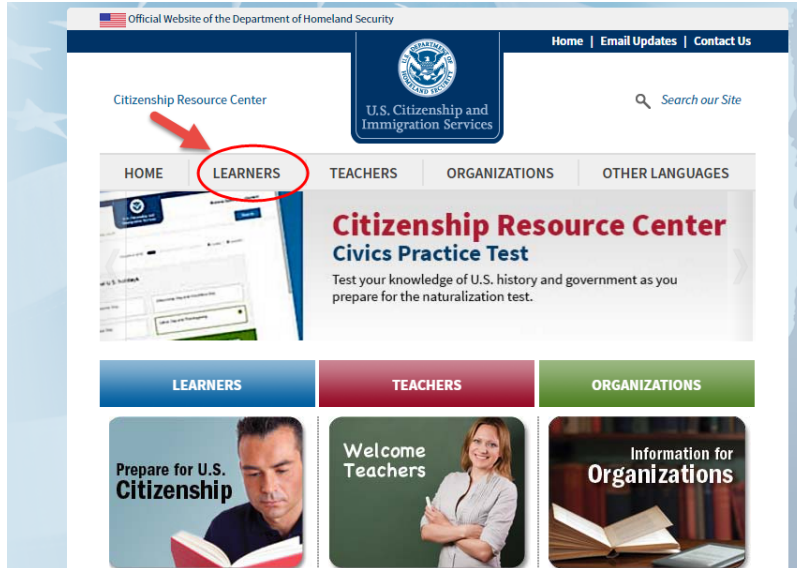 Official Website of the Department of Homeland Security
Home | Email Updates | Contact Us
Citizenship Resource Center
U.S. Citizenship and
Immigration Services
Search our Site
HOME
LEARNERS
TEACHERS
ORGANIZATIONS
OTHER LANGUAGES
Citizenship Resource Center
Civics Practice Test
Test your knowledge of U.S. history and government as you
prepare for the naturalization test.
LEARNERS
TEACHERS
ORGANIZATIONS
Prepare for U.S.
Citizenship
Welcome
Teachers
Information for
Organizations